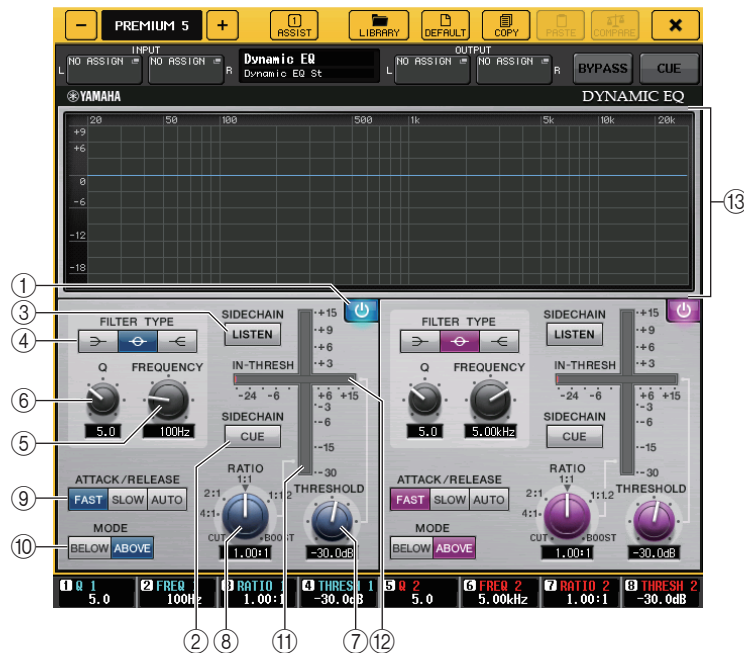 PREMIUM 5
1
ASSIST
LIBRARY
DEFAULT
COPY
PASTE
COMPARE
INPUT
OUTPUT
L NO ASSIGN NO ASSIGN R
Dynamic EQ
Dynamic EQ St
L NO ASSIGN NO ASSIGN R
BYPASS
CUE
YAMAHA
DYNAMIC EQ
20 50 100 500 1k 5k 10k 20k
+9
+6
0
-6
-12
-18
⑬
①
③
④
⑥
⑤
⑨
⑩
FILTER TYPE
Q
FREQUENCY
5.0
100Hz
SIDECHAIN
LISTEN
IN-THRESH
-24 -6 +6 +15
SIDECHAIN
CUE
+15
+9
+6
+3
-3
-6
-15
-30
ATTACK/RELEASE
FAST SLOW AUTO
MODE
BELOW ABOVE
RATIO
1:1
2:1
1:1.2
4:1
CUT
BOOST
1.00:1
THRESHOLD
-30.0dB
FILTER TYPE
Q
FREQUENCY
5.0
5.00kHz
SIDECHAIN
LISTEN
IN-THRESH
-24 -6 +6 +15
SIDECHAIN
CUE
+15
+9
+6
+3
-3
-6
-15
-30
ATTACK/RELEASE
FAST SLOW AUTO
MODE
BELOW ABOVE
RATIO
1:1
2:1
1:1.2
4:1
CUT
BOOST
1.00:1
THRESHOLD
-30.0dB
1 Q 1
5.0
2 FREQ 1
100Hz
3 RATIO 1
1.00:1
4 THRESH 1
-30.0dB
5 Q 2
5.0
6 FREQ 2
5.00kHz
7 RATIO 2
1.00:1
8 THRESH 2
-30.0dB
② ⑧ ⑪ ⑦ ⑫